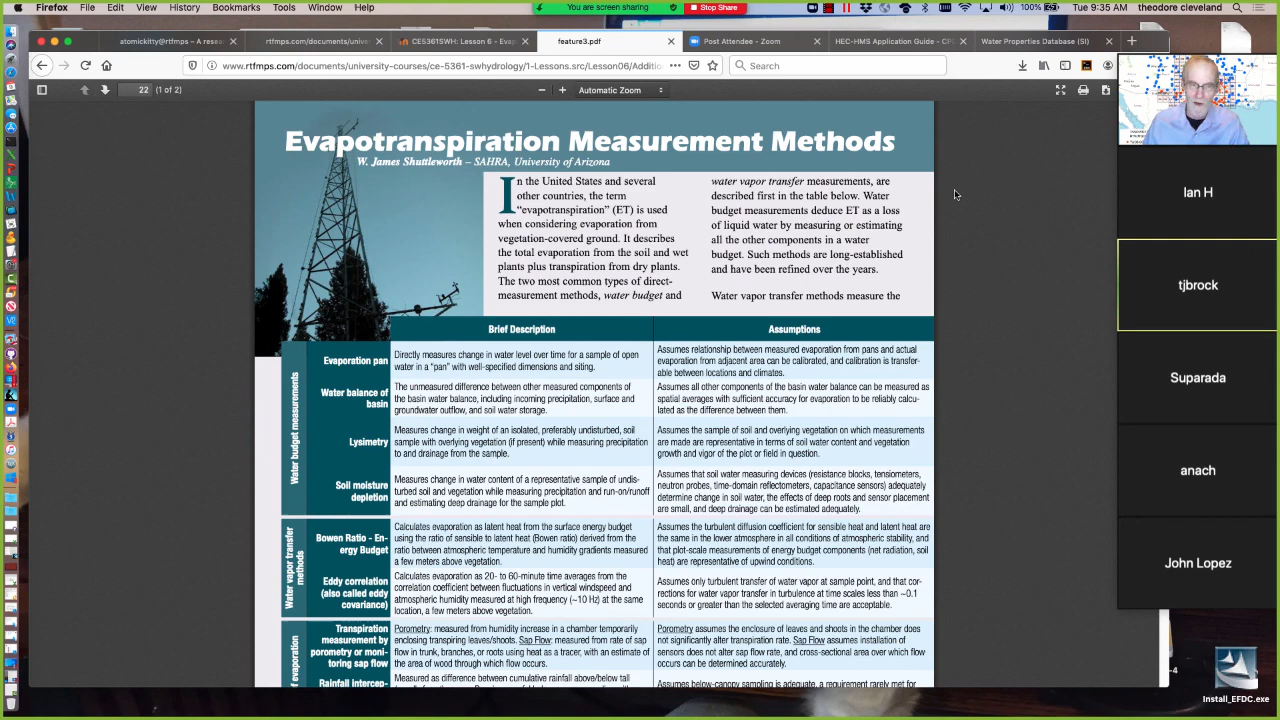 Firefox File Edit View History Bookmarks Tools Window Help
You are screen sharing Stop Share
100% Tue 9:35 AM theodore cleveland
atomickitty@rtfmps – A resea
rtfmps.com/documents/unive
CE5361SWH: Lesson 6 – Evap
feature3.pdf
Post Attendee - Zoom
HEC-HMS Application Guide - CP
Water Properties Database (SI)
www.rtfmps.com/documents/university-courses/ce-5361-swhydrology/1-Lessons.src/Lesson06/Additio
Search
22 (1 of 2)
Automatic Zoom
Evapotranspiration Measurement Methods
W. James Shuttleworth – SAHRA, University of Arizona
In the United States and several
other countries, the term
“evapotranspiration” (ET) is used
when considering evaporation from
vegetation-covered ground. It describes
the total evaporation from the soil and wet
plants plus transpiration from dry plants.
The two most common types of direct-
measurement methods, water budget and
water vapor transfer measurements, are
described first in the table below. Water
budget measurements deduce ET as a loss
of liquid water by measuring or estimating
all the other components in a water
budget. Such methods are long-established
and have been refined over the years.
Water vapor transfer methods measure the
Brief Description
Assumptions
Water budget measurements
Evaporation pan
Directly measures change in water level over time for a sample of open
water in a “pan” with well-specified dimensions and siting.
Assumes relationship between measured evaporation from pans and actual
evaporation from adjacent area can be calibrated, and calibration is transfer-
able between locations and climates.
Water balance of
basin
The unmeasured difference between other measured components of
the basin water balance, including incoming precipitation, surface and
groundwater outflow, and soil water storage.
Assumes all other components of the basin water balance can be measured as
spatial averages with sufficient accuracy for evaporation to be reliably calcu-
lated as the difference between them.
Lysimetry
Measures change in weight of an isolated, preferably undisturbed, soil
sample with overlying vegetation (if present) while measuring precipitation
to and drainage from the sample.
Assumes the sample of soil and overlying vegetation on which measurements
are made are representative in terms of soil water content and vegetation
growth and vigor of the plot or field in question.
Soil moisture
depletion
Measures change in water content of a representative sample of undis-
turbed soil and vegetation while measuring precipitation and run-on/runoff
and estimating deep drainage for the sample plot.
Assumes that soil water measuring devices (resistance blocks, tensiometers,
neutron probes, time-domain reflectometers, capacitance sensors) adequately
determine change in soil water, the effects of deep roots and sensor placement
are small, and deep drainage can be estimated adequately.
Water vapor transfer
methods
Bowen Ratio - En-
ergy Budget
Calculates evaporation as latent heat from the surface energy budget
using the ratio of sensible to latent heat (Bowen ratio) derived from the
ratio between atmospheric temperature and humidity gradients measured
a few meters above vegetation.
Assumes the turbulent diffusion coefficient for sensible heat and latent heat are
the same in the lower atmosphere in all conditions of atmospheric stability, and
that plot-scale measurements of energy budget components (net radiation, soil
heat) are representative of upwind conditions.
Eddy correlation
(also called eddy
covariance)
Calculates evaporation as 20- to 60-minute time averages from the
correlation coefficient between fluctuations in vertical windspeed and
atmospheric humidity measured at high frequency (~10 Hz) at the same
location, a few meters above vegetation.
Assumes only turbulent transfer of water vapor at sample point, and that cor-
rections for water vapor transfer in turbulence at time scales less than ~0.1
seconds or greater than the selected averaging time are acceptable.
f evaporation
Transpiration
measurement by
porometry or moni-
toring sap flow
Porometry: measured from humidity increase in a chamber temporarily
enclosing transpiring leaves/shoots. Sap Flow: measured from rate of sap
flow in trunk, branches, or roots using heat as a tracer, with an estimate of
the area of wood through which flow occurs.
Porometry assumes the enclosure of leaves and shoots in the chamber does
not significantly alter transpiration rate. Sap Flow assumes installation of
sensors does not alter sap flow rate, and cross-sectional area over which flow
occurs can be determined accurately.
Rainfall intercep-
Measured as difference between cumulative rainfall above/below tall
Assumes below-canopy sampling is adequate, a requirement rarely met for
Ian H
tjbrock
Suparada
anach
John Lopez
-4
Install_EFDC.exe